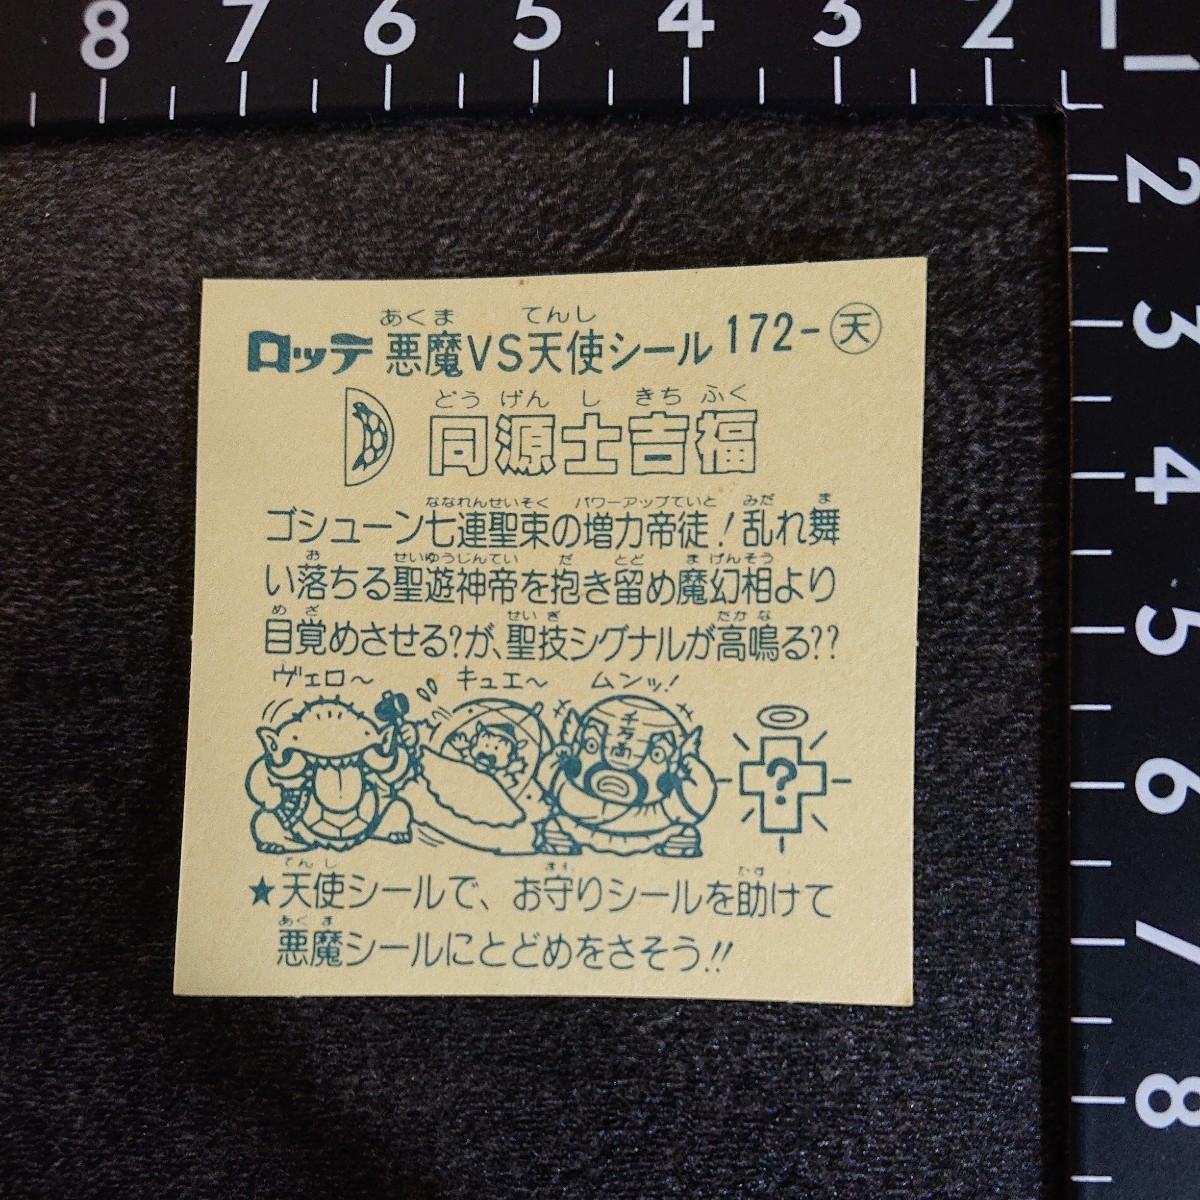 8 7 6 5 4 3 2 1
2
3
4
5
6
7
8
あくま てんし
ロッテ 悪魔VS天使シール 172-天
どう げん し きち ふく
同源士吉福
ななれんせいそく パワーアップていと みだ ま
ゴシューン七連聖束の増力帝徒!乱れ舞
お せいゆうじんてい だ とど まげんそう
い落ちる聖遊神帝を抱き留め魔幻相より
めざ せいぎ たかな
目覚めさせる?が、聖技シグナルが高鳴る??
ヴェロ〜 キュエ〜 ムンッ!
?
てんし まも たす
★天使シールで、お守りシールを助けて
あくま
悪魔シールにとどめをさそう!!